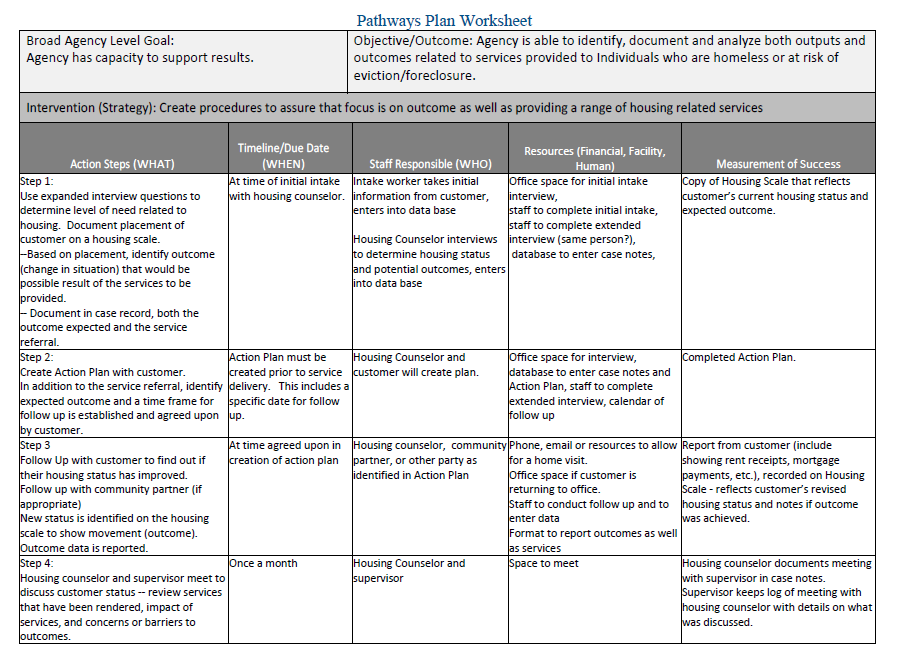 Pathways Plan Worksheet
Broad Agency Level Goal:
Agency has capacity to support results.
Objective/Outcome: Agency is able to identify, document and analyze both outputs and
outcomes related to services provided to Individuals who are homeless or at risk of
eviction/foreclosure.
Intervention (Strategy): Create procedures to assure that focus is on outcome as well as providing a range of housing related services
Action Steps (WHAT)
Timeline/Due Date
(WHEN)
Staff Responsible (WHO)
Resources (Financial, Facility,
Human)
Measurement of Success
Step 1:
Use expanded interview questions to
determine level of need related to
housing. Document placement of
customer on a housing scale.
--Based on placement, identify outcome
(change in situation) that would be
possible result of the services to be
provided.
-- Document in case record, both the
outcome expected and the service
referral.
At time of initial intake
with housing counselor.
Intake worker takes initial
information from customer,
enters into data base
Housing Counselor interviews
to determine housing status
and potential outcomes, enters
into data base
Office space for initial intake
interview,
staff to complete initial intake,
staff to complete extended
interview (same person?),
database to enter case notes,
Copy of Housing Scale that reflects
customer's current housing status and
expected outcome.
Step 2:
Create Action Plan with customer.
In addition to the service referral, identify
expected outcome and a time frame for
follow up is established and agreed upon
by customer.
Action Plan must be
created prior to service
delivery. This includes a
specific date for follow
up.
Housing Counselor and
customer will create plan.
Office space for interview,
database to enter case notes and
Action Plan, staff to complete
extended interview, calendar of
follow up
Completed Action Plan.
Step 3
Follow Up with customer to find out if
their housing status has improved.
Follow up with community partner (if
appropriate)
New status is identified on the housing
scale to show movement (outcome).
Outcome data is reported.
At time agreed upon in
creation of action plan
Housing counselor, community
partner, or other party as
identified in Action Plan
Phone, email or resources to allow
for a home visit.
Office space if customer is
returning to office.
Staff to conduct follow up and to
enter data
Format to report outcomes as well
as services
Report from customer (include
showing rent receipts, mortgage
payments, etc.), recorded on Housing
Scale - reflects customer's revised
housing status and notes if outcome
was achieved.
Step 4:
Housing counselor and supervisor meet to
discuss customer status -- review services
that have been rendered, impact of
services, and concerns or barriers to
outcomes.
Once a month
Housing Counselor and
supervisor
Space to meet
Housing counselor documents meeting
with supervisor in case notes.
Supervisor keeps log of meeting with
housing counselor with details on what
was discussed.